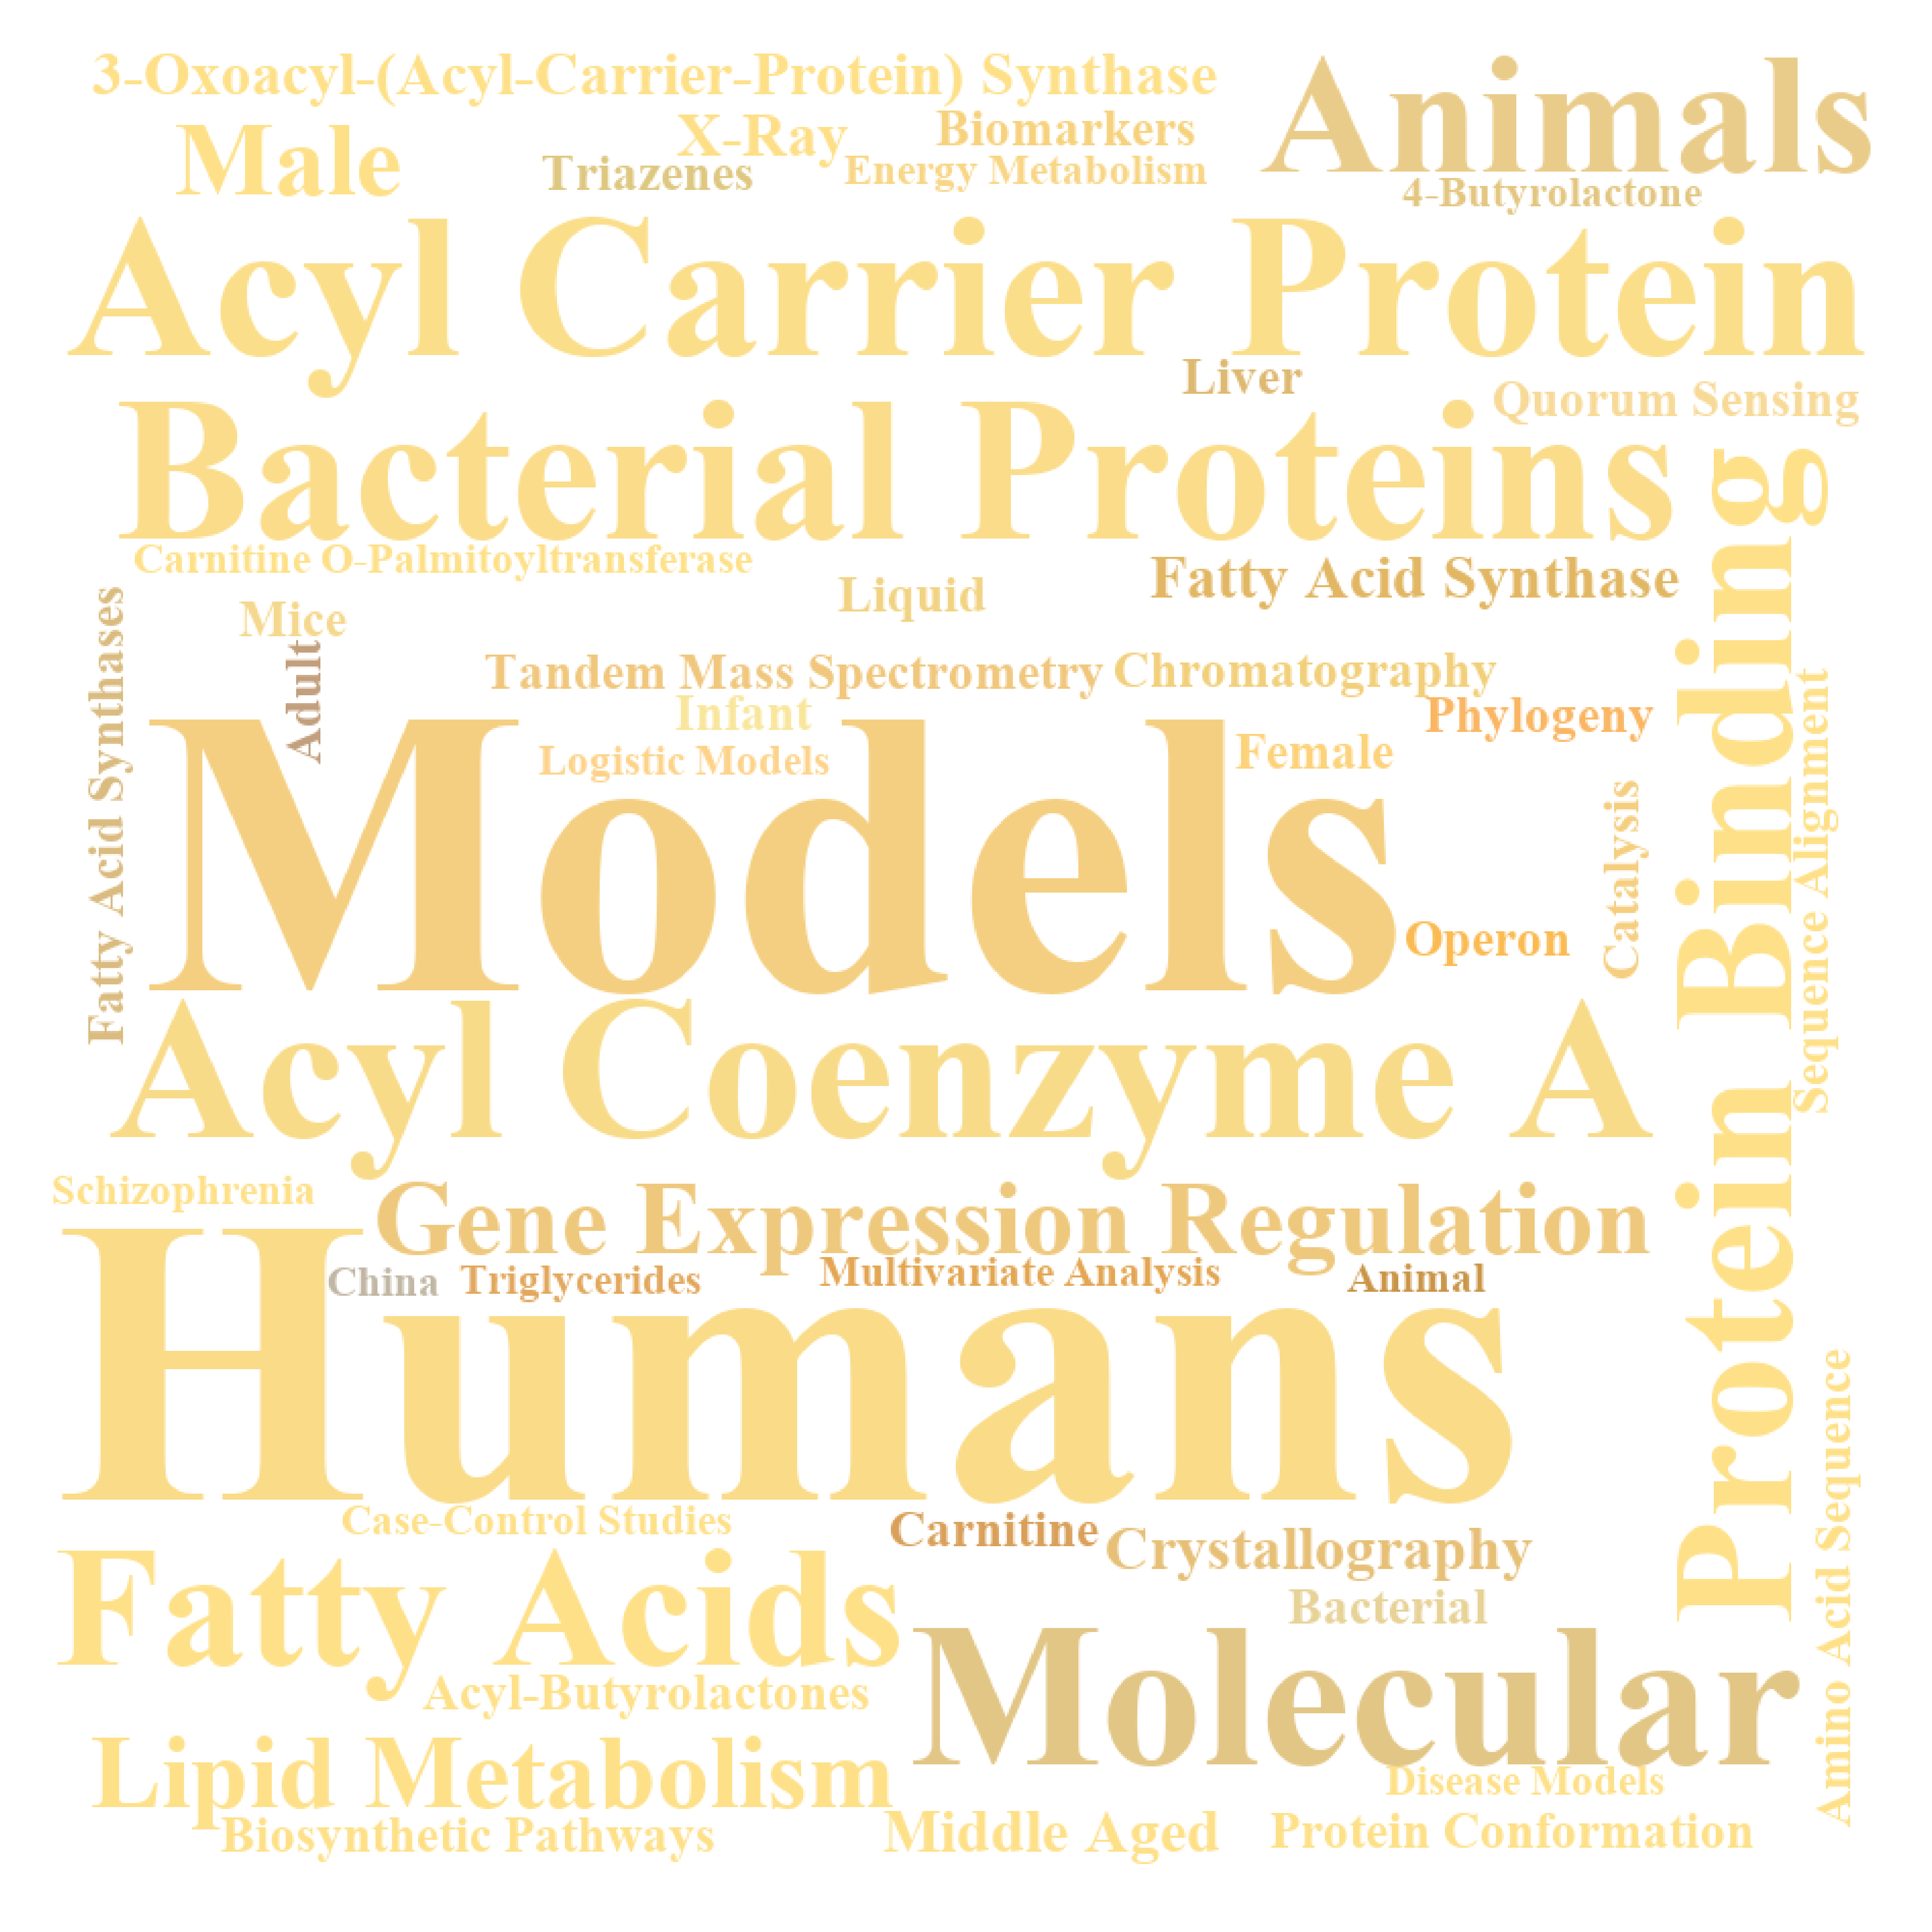 3-Oxoacyl-(Acyl-Carrier-Protein) Synthase
Animals
Male
X-Ray
Biomarkers
Triazenes
Energy Metabolism
4-Butyrolactone
Acyl Carrier Protein
Liver
Quorum Sensing
Bacterial Proteins
Carnitine O-Palmitoyltransferase
Liquid
Fatty Acid Synthase
Protein Binding
Fatty Acid Synthases
Mice
Adult
Tandem Mass Spectrometry
Chromatography
Infant
Phylogeny
Logistic Models
Female
Models
Catalysis
Sequence Alignment
Operon
Acyl Coenzyme A
Schizophrenia
Gene Expression Regulation
China
Triglycerides
Multivariate Analysis
Animal
Humans
Amino Acid Sequence
Case-Control Studies
Carnitine
Crystallography
Fatty Acids
Bacterial
Acyl-Butyrolactones
Molecular
Lipid Metabolism
Disease Models
Biosynthetic Pathways
Middle Aged
Protein Conformation